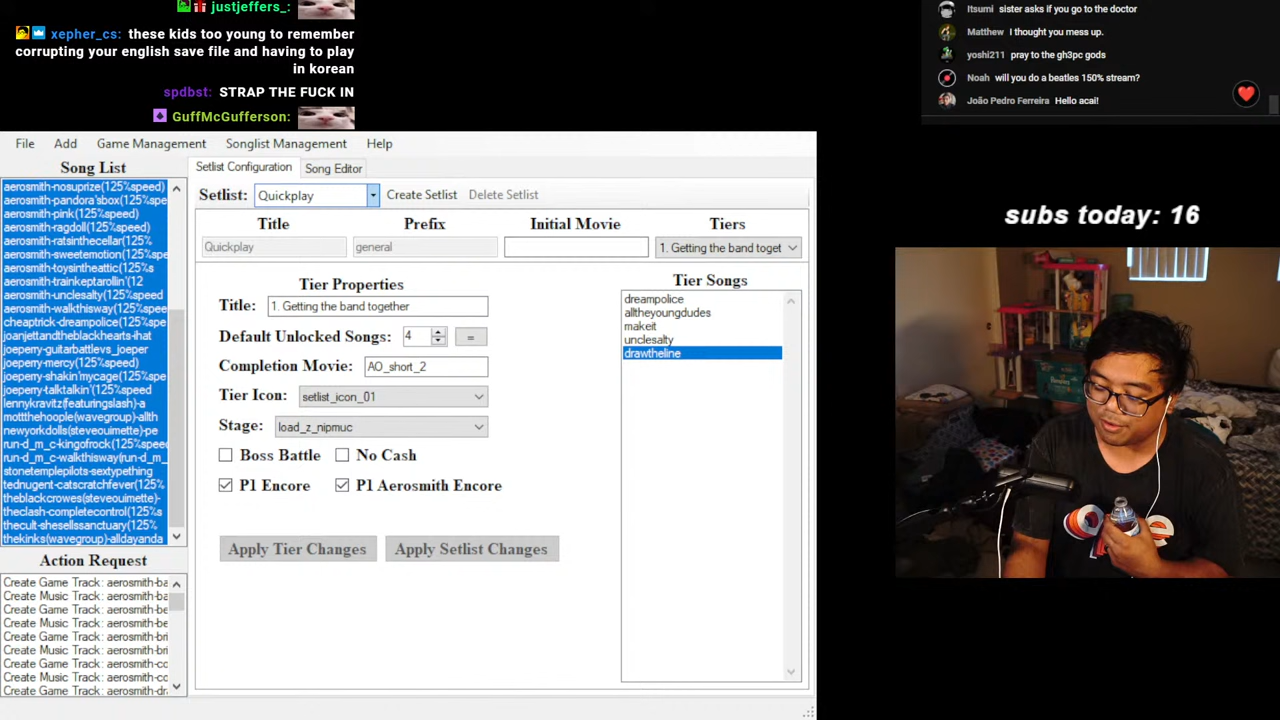 justjeffers_:
xepher_cs: these kids too young to remember
corrupting your english save file and having to play
in korean
spdbst: STRAP THE FUCK IN
GuffMcGufferson:
Itsumi sister asks if you go to the doctor
Matthew I thought you mess up.
yoshi211 pray to the gh3pc gods
Noah will you do a beatles 150% stream?
João Pedro Ferreira Hello acai!
File Add Game Management Songlist Management Help
Song List
aerosmith-nosuprize(125%speed)
aerosmith-pandora'sbox(125%spe
aerosmith-pink(125%speed)
aerosmith-ragdoll(125%speed)
aerosmith-ratsinthecellar(125%
aerosmith-sweetemotion(125%spe
aerosmith-toysintheattic(125%s
aerosmith-trainkeptarollin'(12
aerosmith-unclesalty(125%speed
aerosmith-walkthisway(125%spee
cheaptrick-dreampolice(125%spe
joanjettandtheblackhearts-ihat
joeperry-guitarbattlevs_joeper
joeperry-mercy(125%speed)
joeperry-shakin'mycage(125%spe
joeperry-talktalkin'(125%speed
lennykravitz(featuringslash)-a
mottthehoople(wavegroup)-allth
newyorkdolls(steveouimette)-pe
run-d_m_c-kingofrock(125%speed
run-d_m_c-walkthisway(run-d_m_
stonetemplepilots-sextypething
tednugent-catscratchfever(125%
theblackcrowes(steveouimette)-
theclash-completecontrol(125%s
thecult-shesellssanctuary(125%
thekinks(wavegroup)-alldayanda
Action Request
Create Game Track: aerosmith-ba
Create Music Track: aerosmith-ba
Create Game Track: aerosmith-be
Create Music Track: aerosmith-be
Create Game Track: aerosmith-bri
Create Music Track: aerosmith-bri
Create Game Track: aerosmith-co
Create Music Track: aerosmith-co
Create Game Track: aerosmith-dr
Setlist Configuration Song Editor
Setlist: Quickplay Create Setlist Delete Setlist
Title Prefix Initial Movie Tiers
Quickplay general 1. Getting the band toget
Tier Properties
Title: 1. Getting the band together
Default Unlocked Songs: 4 =
Completion Movie: AO_short_2
Tier Icon: setlist_icon_01
Stage: load_z_nipmuc
Boss Battle No Cash
P1 Encore P1 Aerosmith Encore
Apply Tier Changes Apply Setlist Changes
Tier Songs
dreampolice
alltheyoungdudes
makeit
unclesalty
drawtheline
subs today: 16